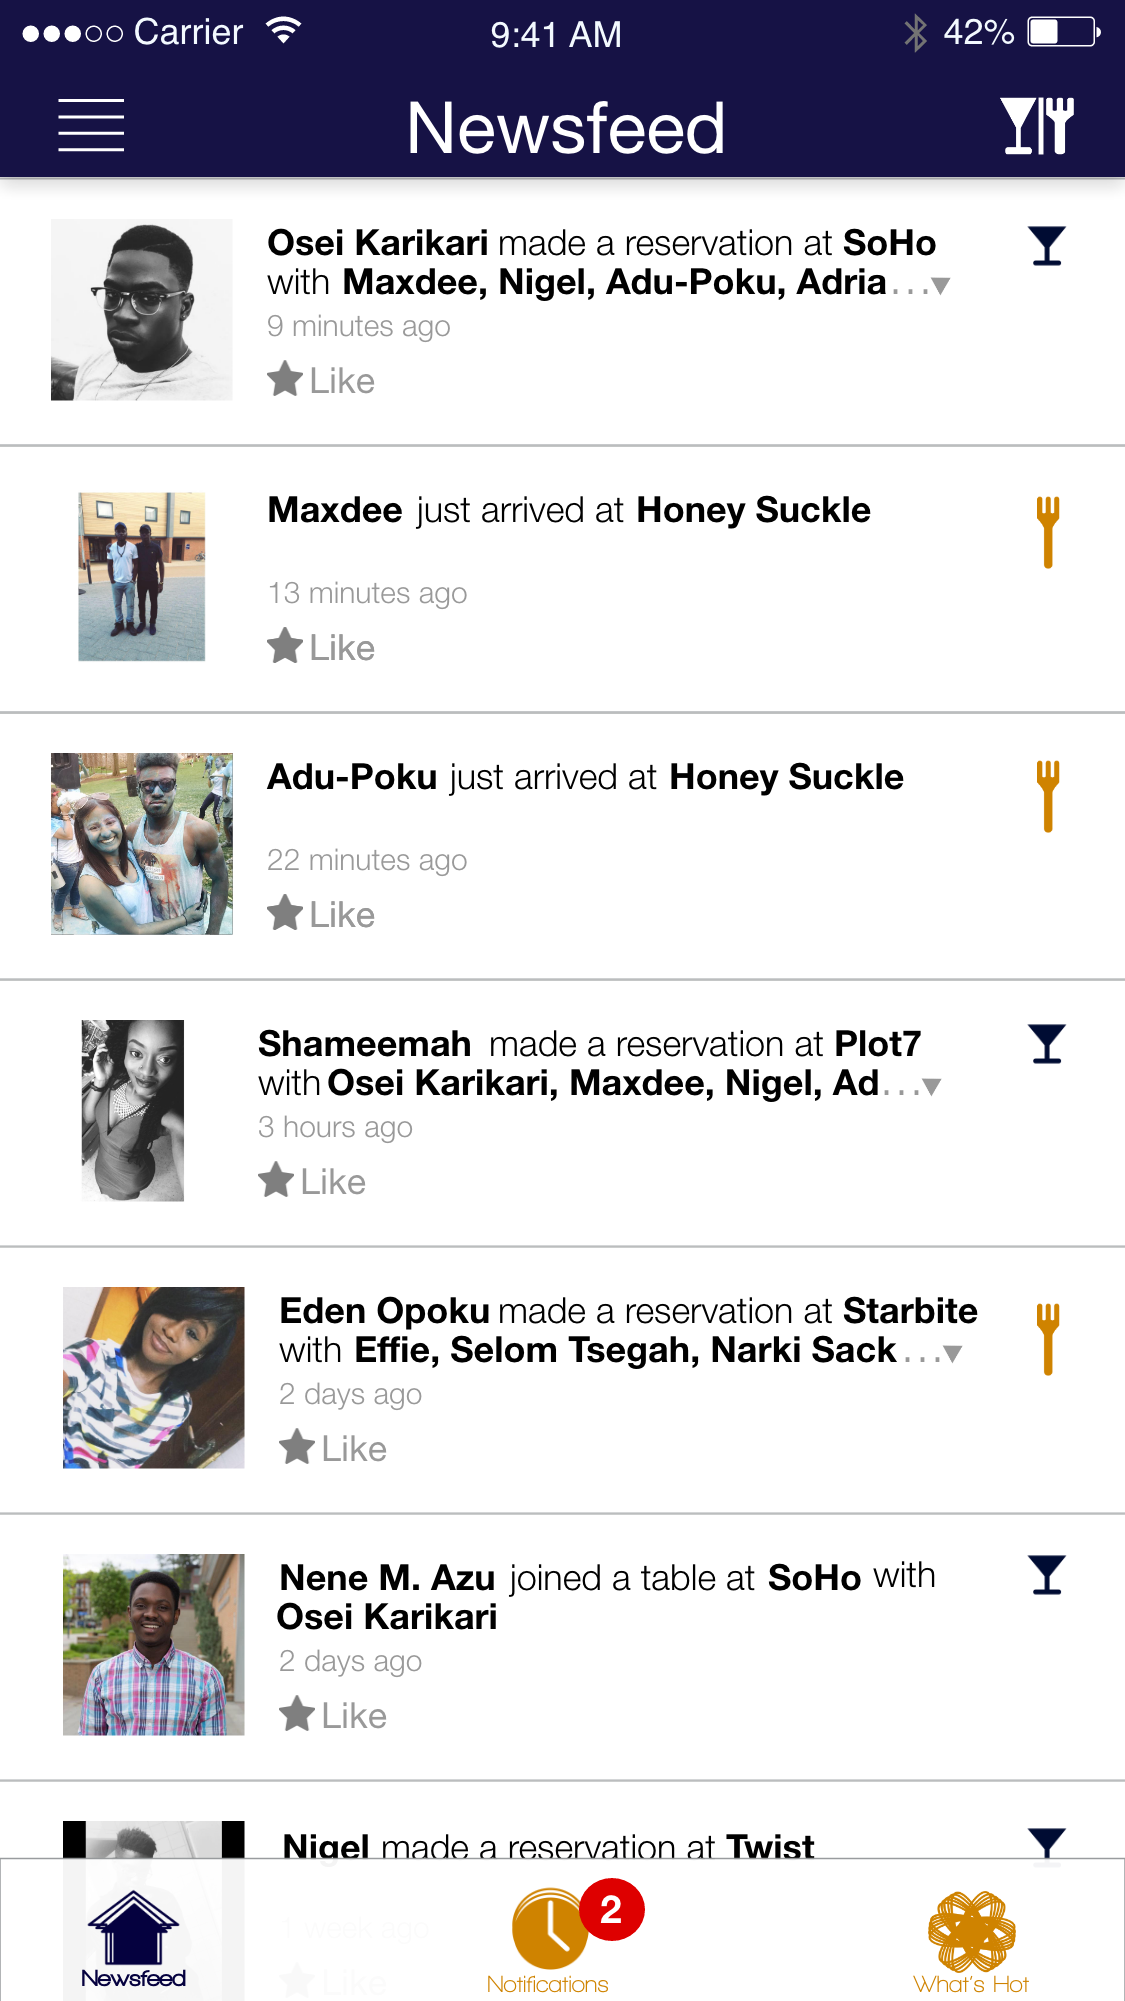 Carrier 9:41 AM 42%
Newsfeed
Osei Karikari made a reservation at SoHo
with Maxdee, Nigel, Adu-Poku, Adria...▼
9 minutes ago
Like
Maxdee just arrived at Honey Suckle
13 minutes ago
Like
Adu-Poku just arrived at Honey Suckle
22 minutes ago
Like
Shameemah made a reservation at Plot7
with Osei Karikari, Maxdee, Nigel, Ad...▼
3 hours ago
Like
Eden Opoku made a reservation at Starbite
with Effie, Selom Tsegah, Narki Sack...▼
2 days ago
Like
Nene M. Azu joined a table at SoHo with
Osei Karikari
2 days ago
Like
Nigel made a reservation at Twist
1 week ago
Like
2
Newsfeed Notifications What's Hot